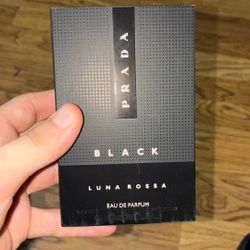 PRADA
BLACK
LUNA ROSSA
EAU DE PARFUM